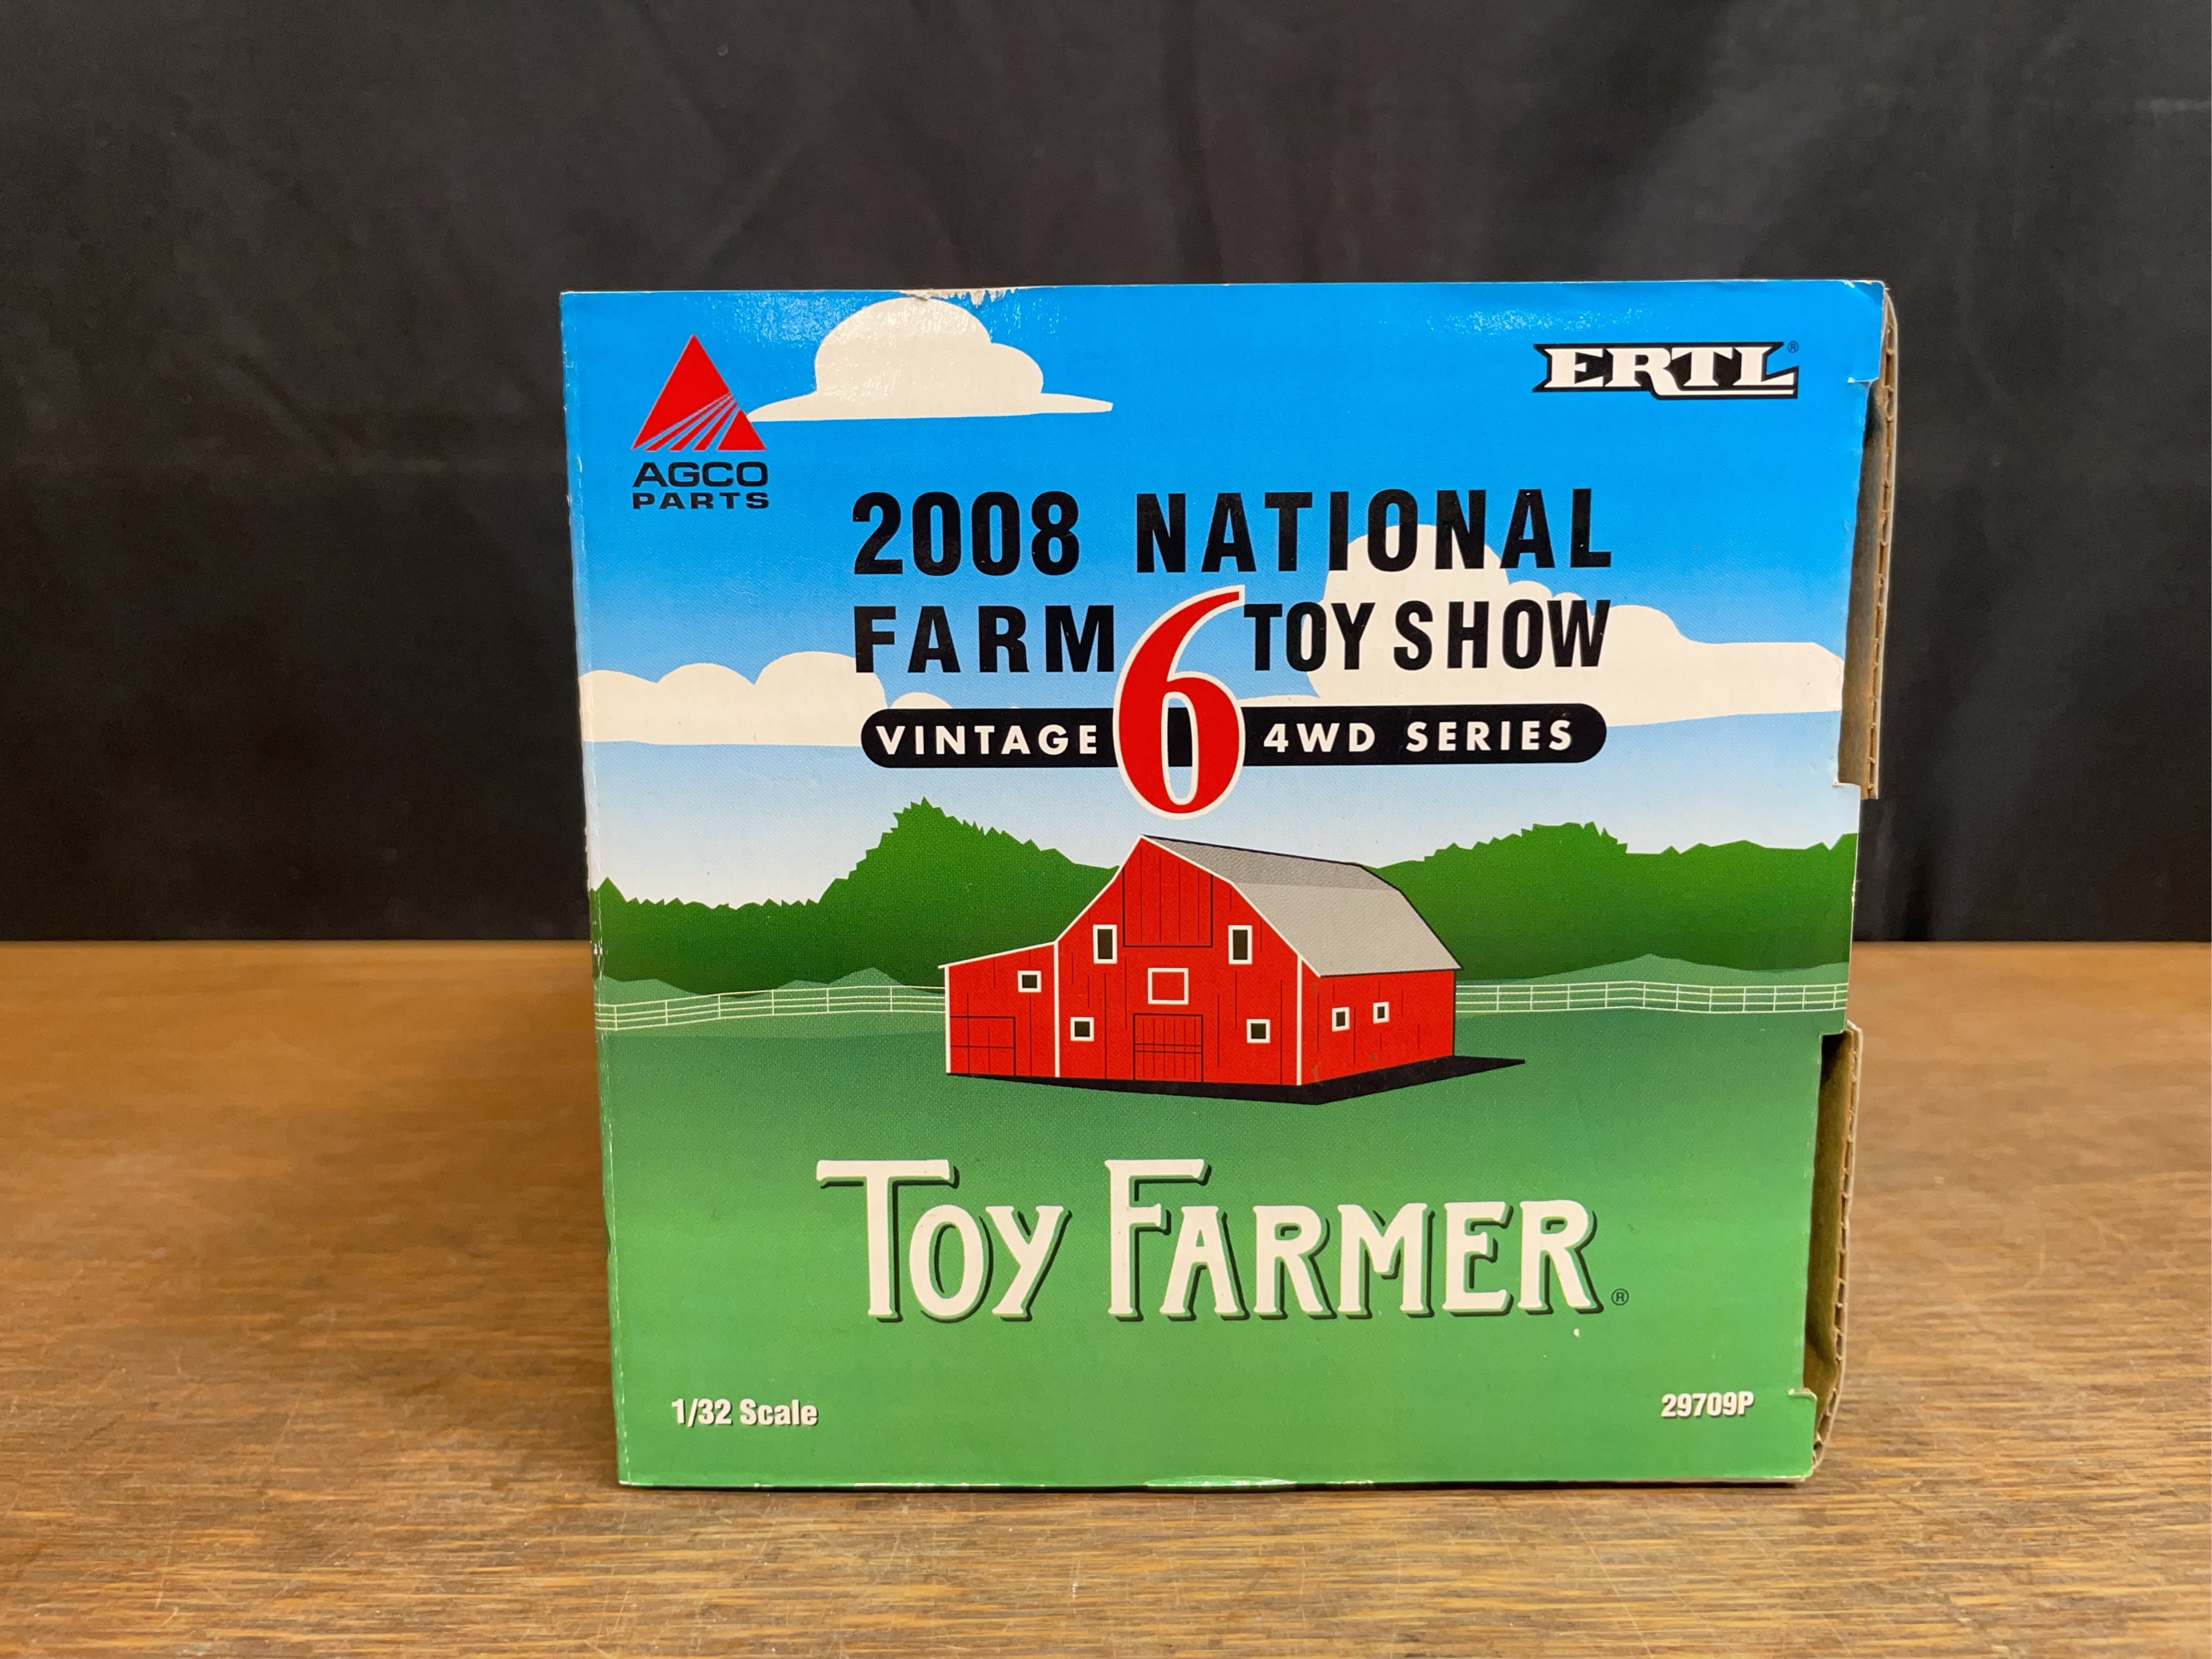 AGCO
PARTS
ERTL®
2008 NATIONAL
FARM TOY SHOW
VINTAGE 6 4WD SERIES
TOY FARMER®
1/32 Scale
29709P